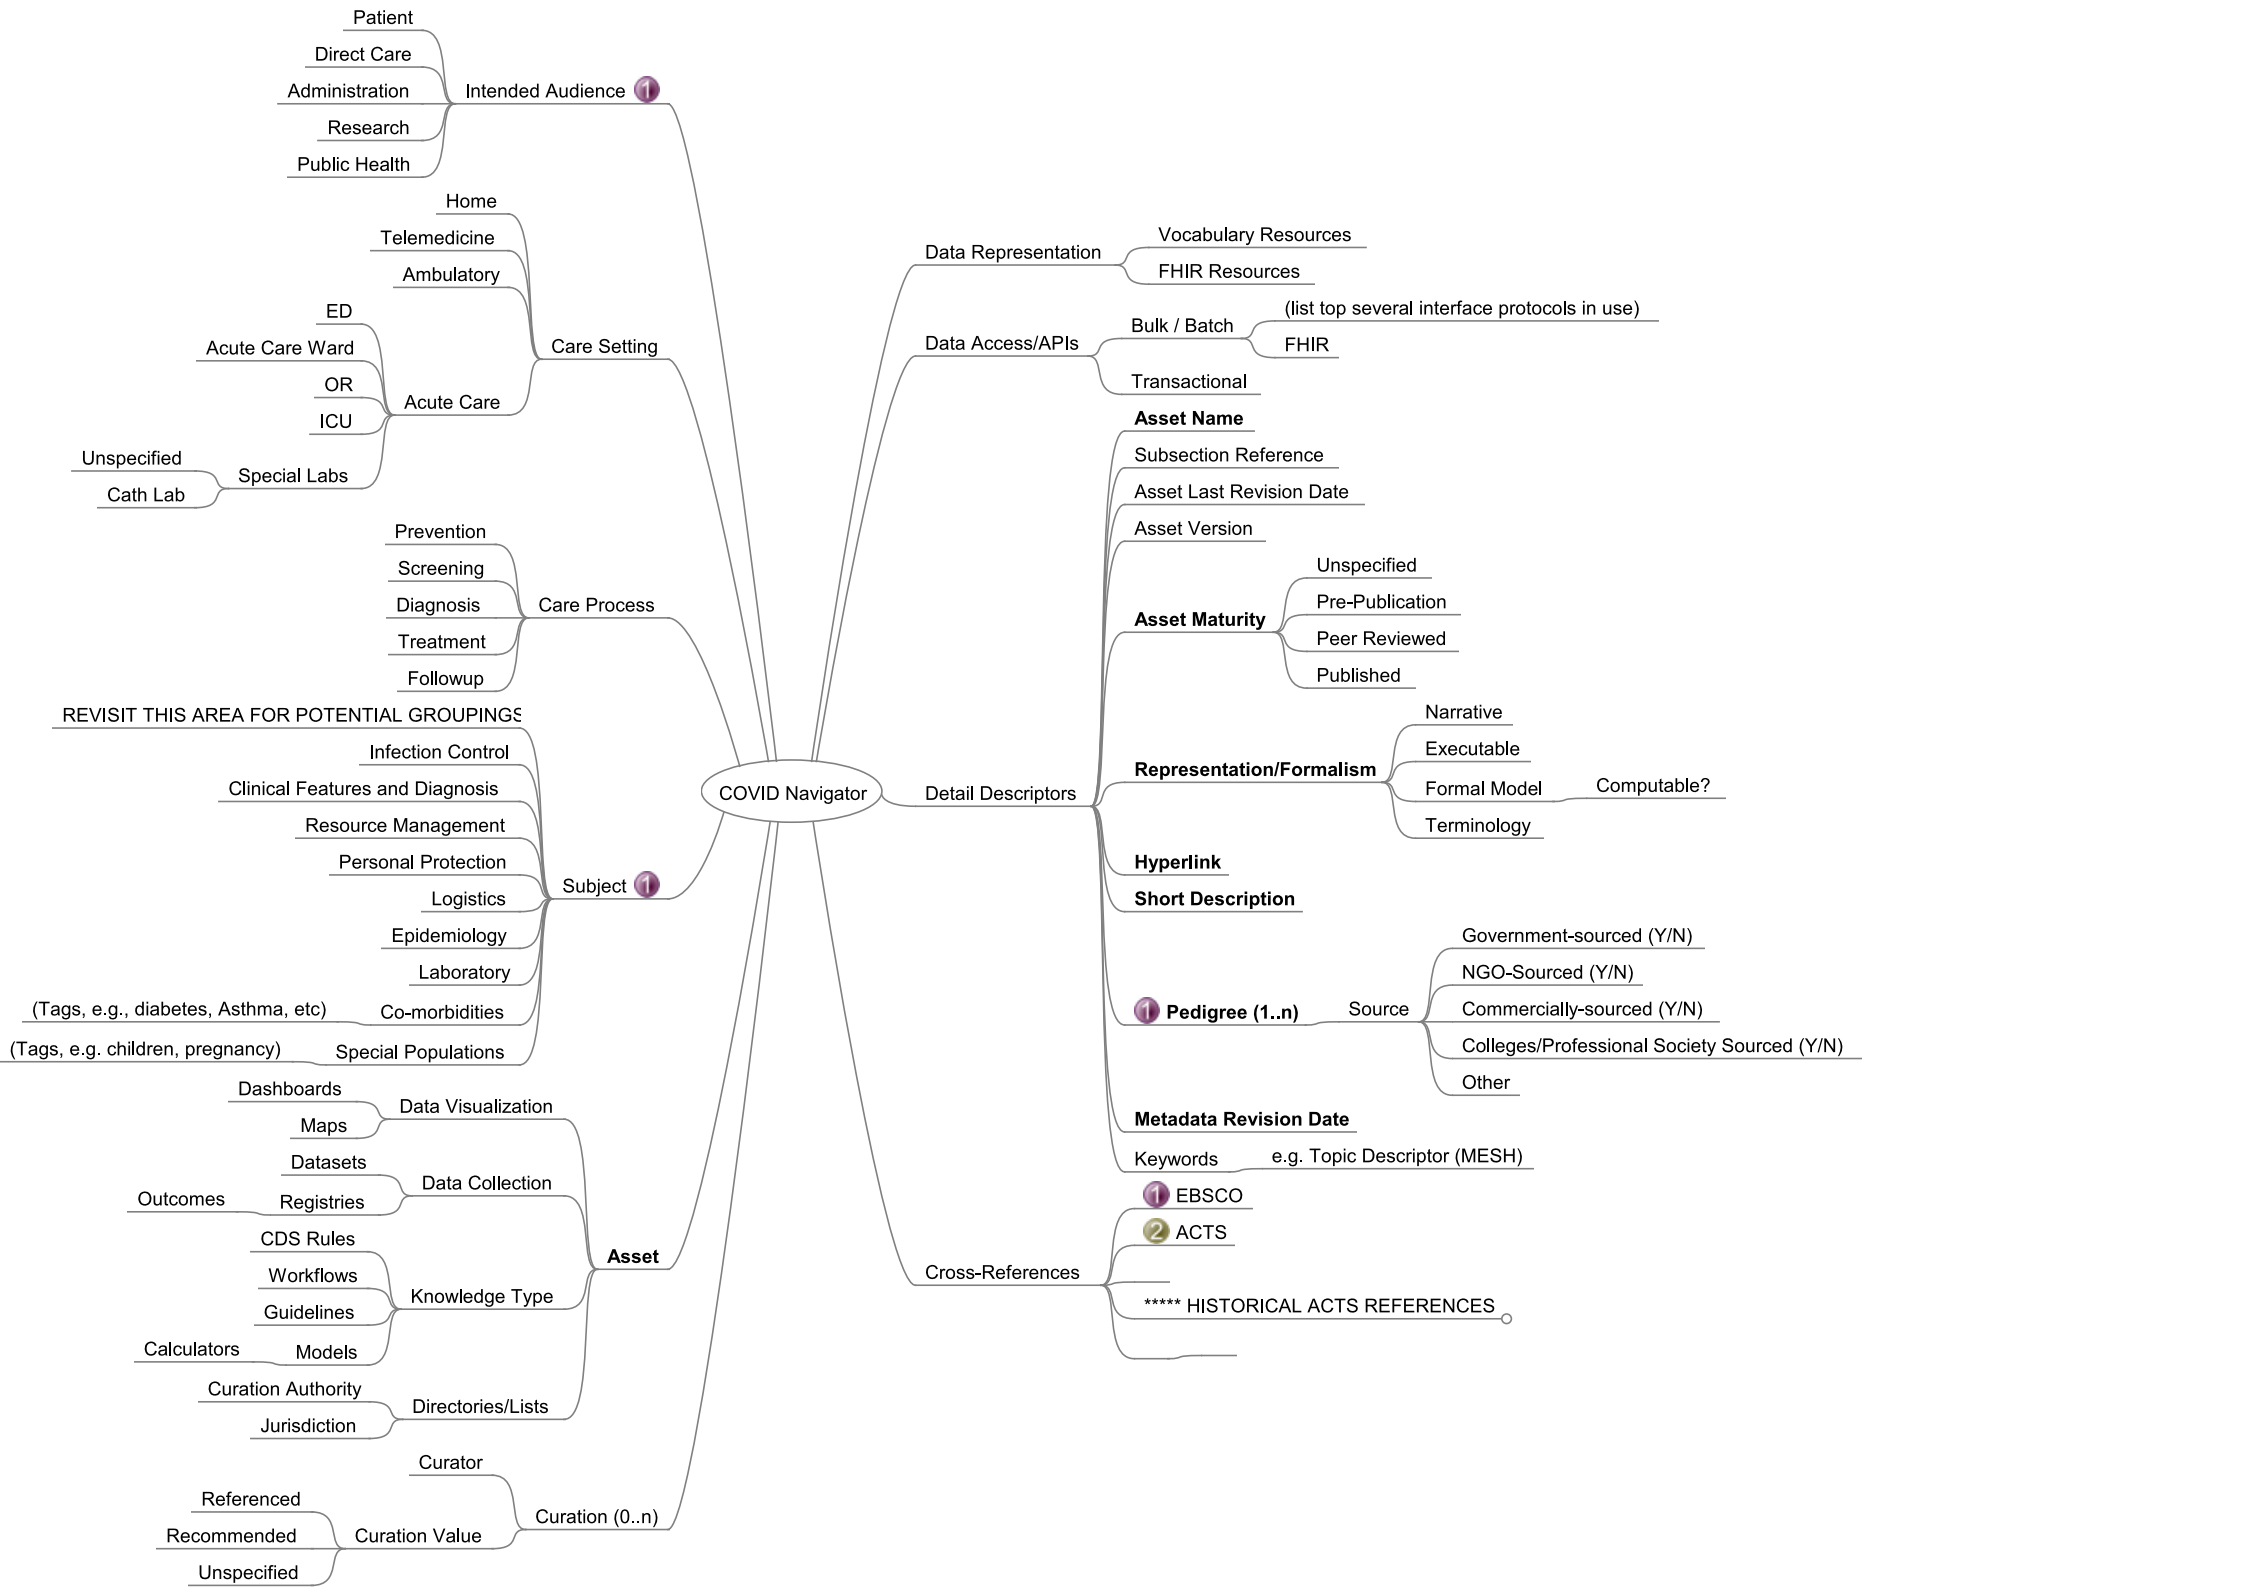 Patient
Direct Care
Administration
Research
Public Health
Intended Audience 1
Home
Telemedicine
Ambulatory
ED
Acute Care Ward
OR
ICU
Unspecified
Cath Lab
Special Labs
Acute Care
Care Setting
Prevention
Screening
Diagnosis
Treatment
Followup
Care Process
REVISIT THIS AREA FOR POTENTIAL GROUPINGS
Infection Control
Clinical Features and Diagnosis
Resource Management
Personal Protection
Logistics
Epidemiology
Laboratory
(Tags, e.g., diabetes, Asthma, etc)
Co-morbidities
(Tags, e.g. children, pregnancy)
Special Populations
Subject 1
Dashboards
Maps
Data Visualization
Datasets
Outcomes
Registries
Data Collection
CDS Rules
Workflows
Guidelines
Calculators
Models
Knowledge Type
Curation Authority
Jurisdiction
Directories/Lists
Asset
Curator
Referenced
Recommended
Unspecified
Curation Value
Curation (0..n)
COVID Navigator
Data Representation
Vocabulary Resources
FHIR Resources
Data Access/APIs
Bulk / Batch
(list top several interface protocols in use)
FHIR
Transactional
Detail Descriptors
Asset Name
Subsection Reference
Asset Last Revision Date
Asset Version
Asset Maturity
Unspecified
Pre-Publication
Peer Reviewed
Published
Representation/Formalism
Narrative
Executable
Formal Model
Computable?
Terminology
Hyperlink
Short Description
1 Pedigree (1..n)
Source
Government-sourced (Y/N)
NGO-Sourced (Y/N)
Commercially-sourced (Y/N)
Colleges/Professional Society Sourced (Y/N)
Other
Metadata Revision Date
Keywords
e.g. Topic Descriptor (MESH)
Cross-References
1 EBSCO
2 ACTS
***** HISTORICAL ACTS REFERENCES